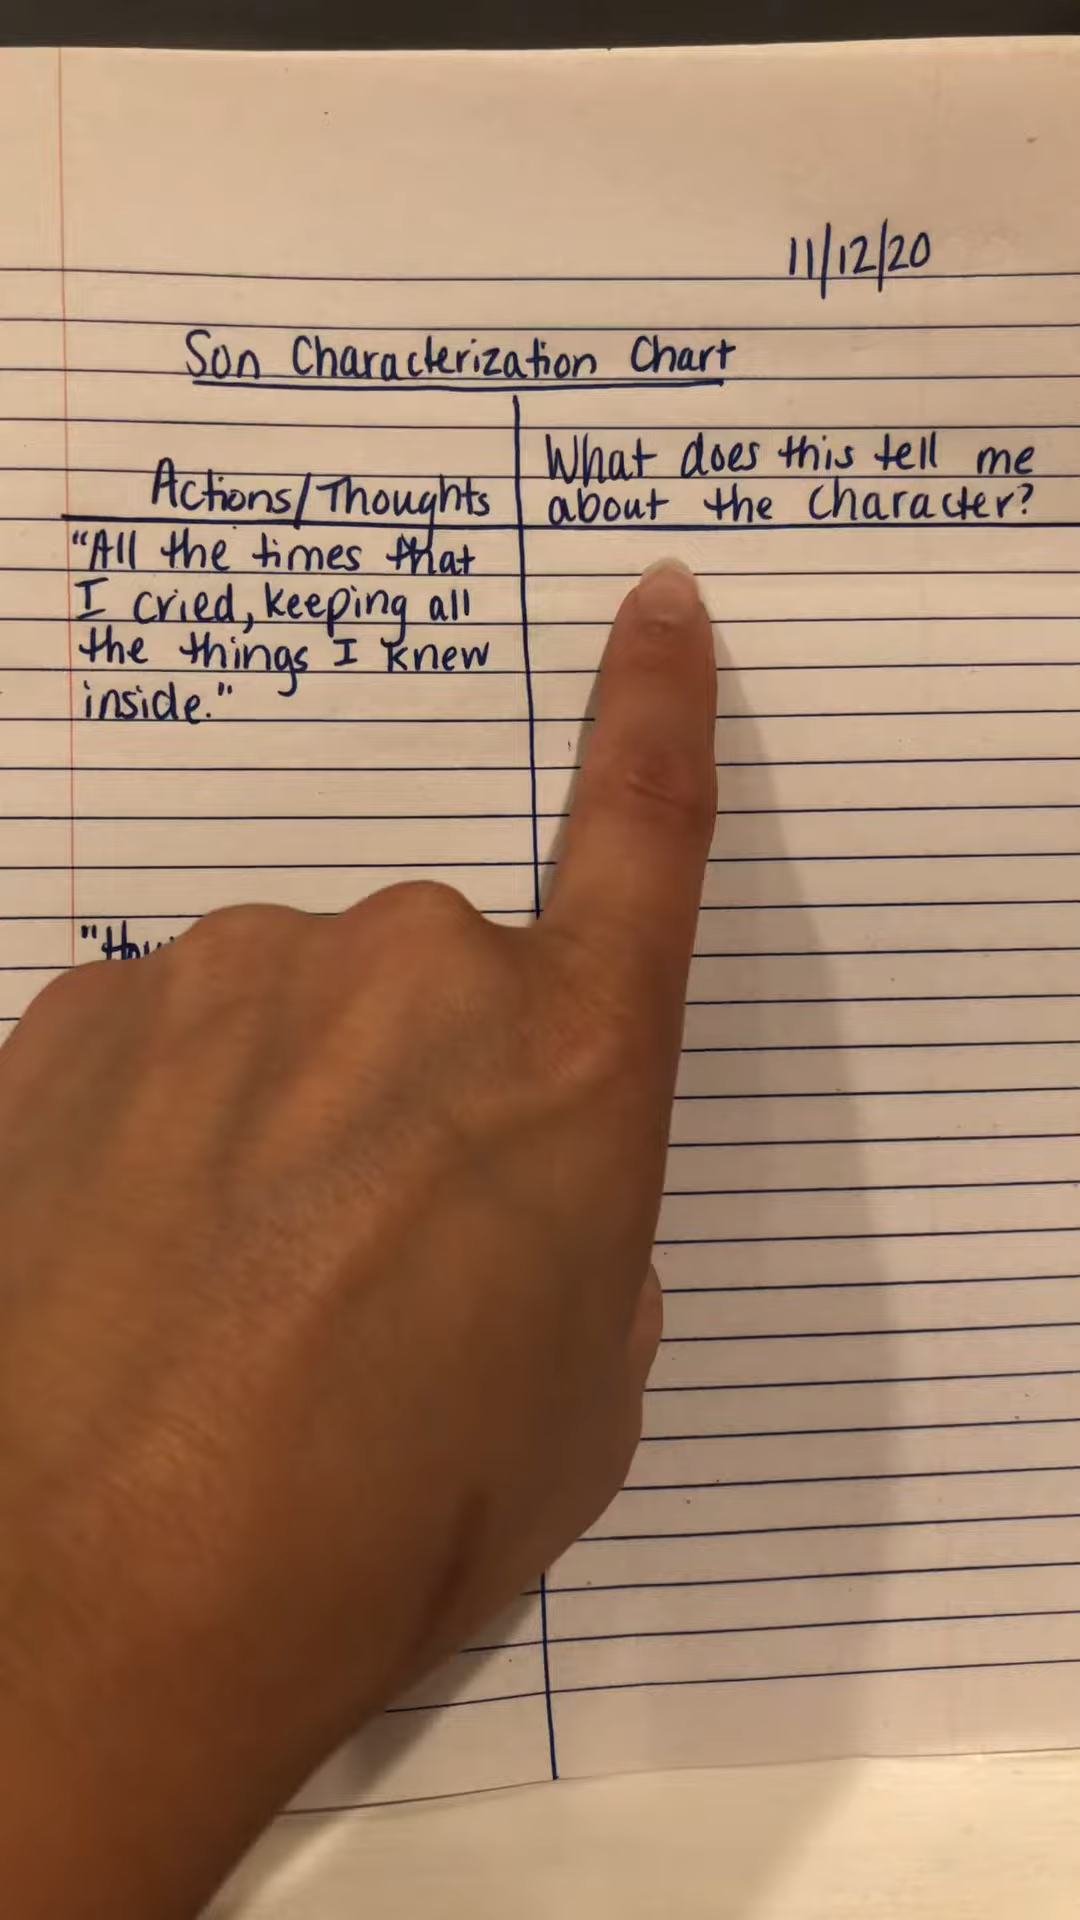 11/12/20
Son Characterization Chart
Actions/Thoughts
What does this tell me
about the character?
"All the times that
I cried, keeping all
the things I knew
inside."